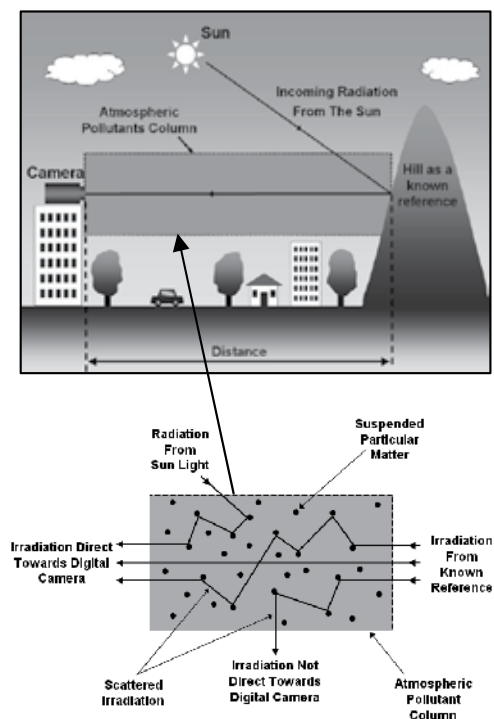 Sun
Incoming Radiation
From The Sun
Atmospheric
Pollutants Column
Camera
Hill as a
known
reference
Distance
Suspended
Particular
Matter
Radiation
From
Sun Light
Irradiation Direct
Towards Digital
Camera
Irradiation
From
Known
Reference
Scattered
Irradiation
Irradiation Not
Direct Towards
Digital Camera
Atmospheric
Pollutant
Column